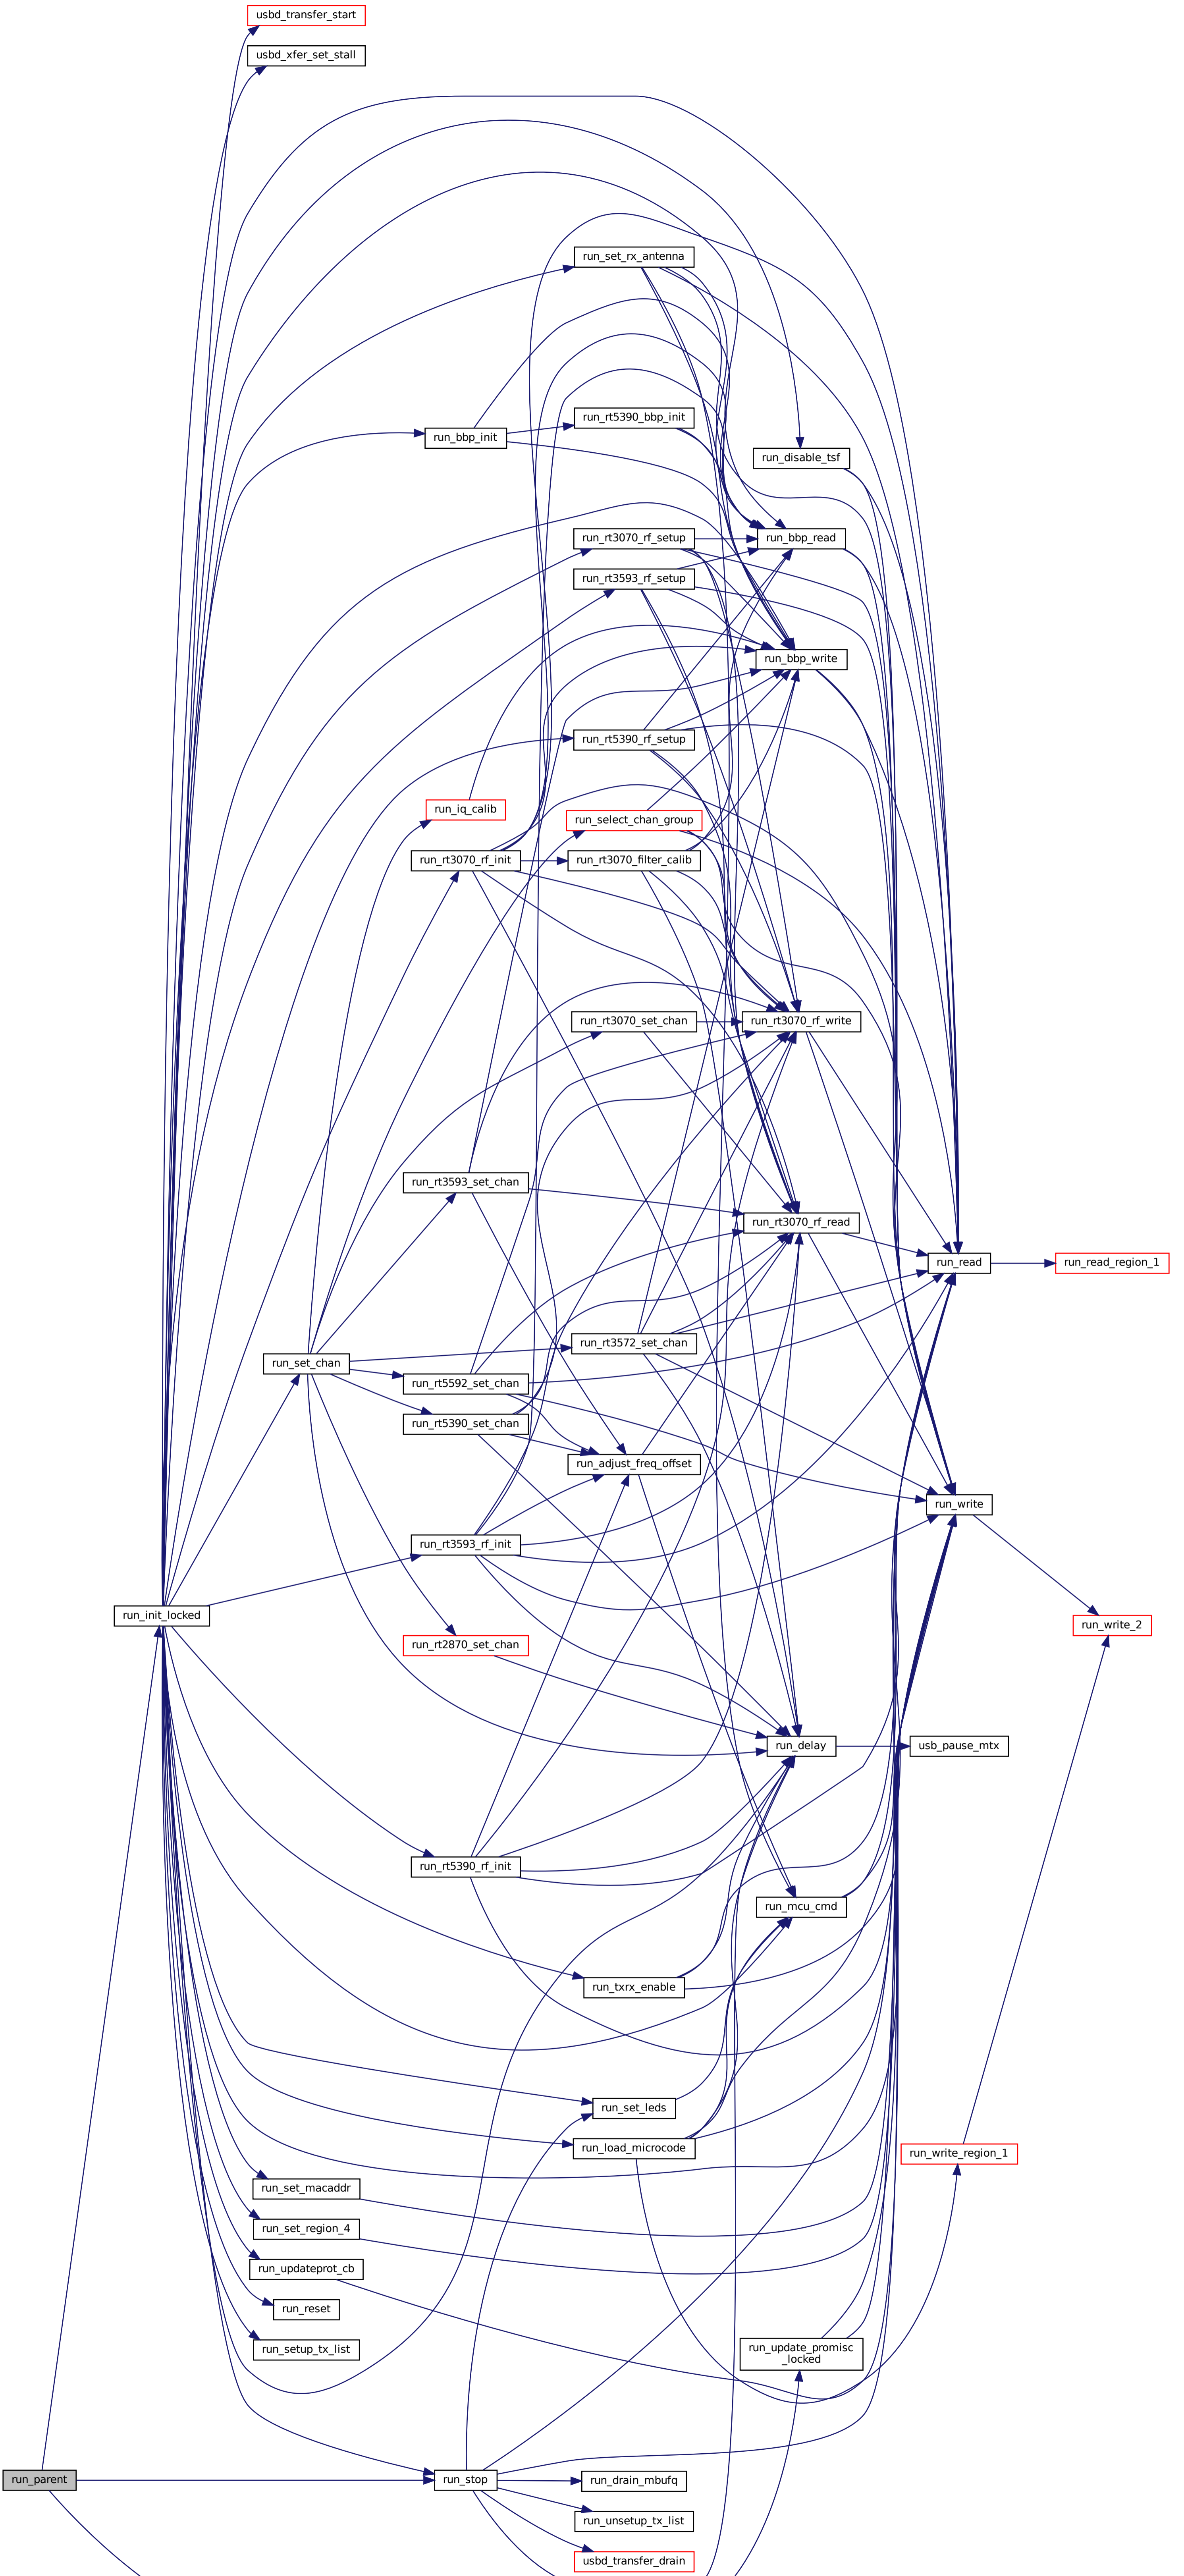 usbd_transfer_start
usbd_xfer_set_stall
run_set_rx_antenna
run_rt5390_bbp_init
run_bbp_init
run_disable_tsf
run_rt3070_rf_setup
run_bbp_read
run_rt3593_rf_setup
run_bbp_write
run_rt5390_rf_setup
run_iq_calib
run_select_chan_group
run_rt3070_rf_init
run_rt3070_filter_calib
run_rt3070_set_chan
run_rt3070_rf_write
run_rt3593_set_chan
run_rt3070_rf_read
run_read
run_read_region_1
run_rt3572_set_chan
run_set_chan
run_rt5592_set_chan
run_rt5390_set_chan
run_adjust_freq_offset
run_write
run_rt3593_rf_init
run_init_locked
run_write_2
run_rt2870_set_chan
run_delay
usb_pause_mtx
run_rt5390_rf_init
run_mcu_cmd
run_txrx_enable
run_set_leds
run_load_microcode
run_write_region_1
run_set_macaddr
run_set_region_4
run_updateprot_cb
run_reset
run_setup_tx_list
run_update_promisc
_locked
run_parent
run_stop
run_drain_mbufq
run_unsetup_tx_list
usbd_transfer_drain